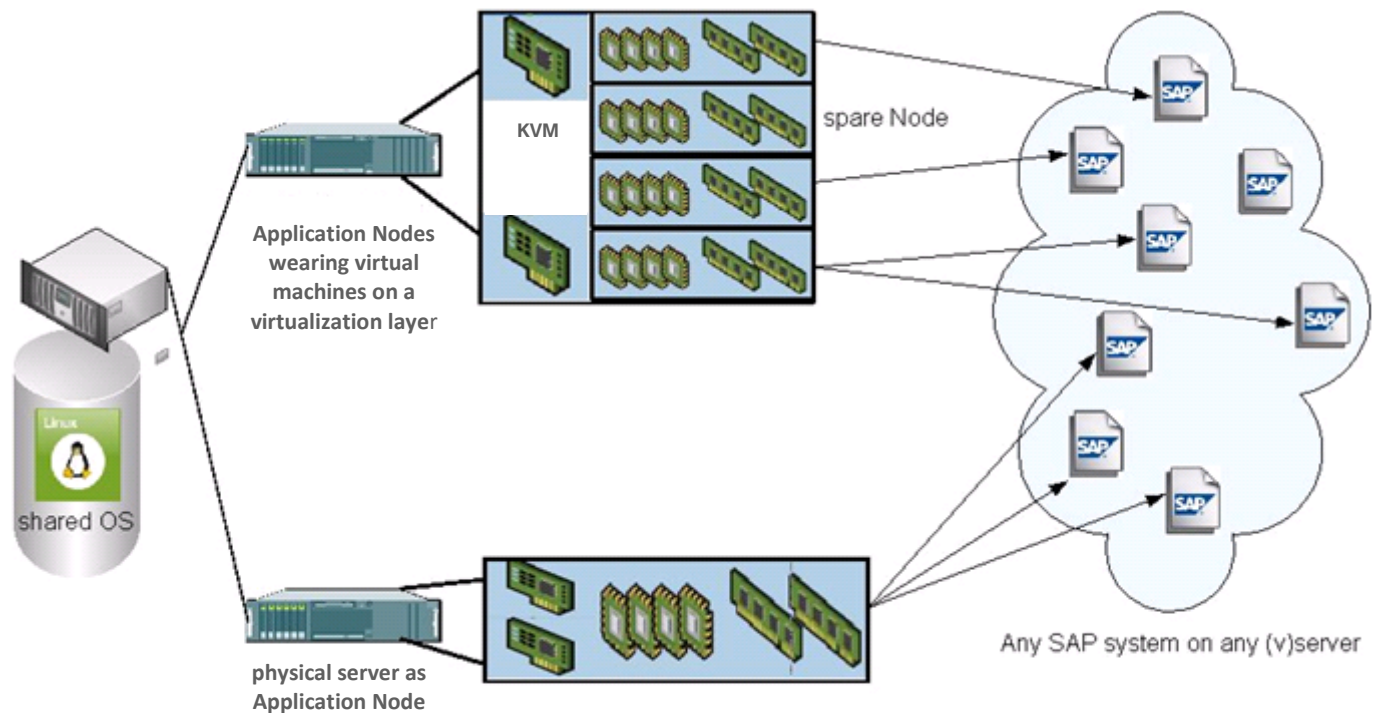 KVM
spare Node
Application Nodes
wearing virtual
machines on a
virtualization layer
Linux
shared OS
physical server as
Application Node
SAP
SAP
SAP
SAP
SAP
SAP
SAP
SAP
Any SAP system on any (v)server